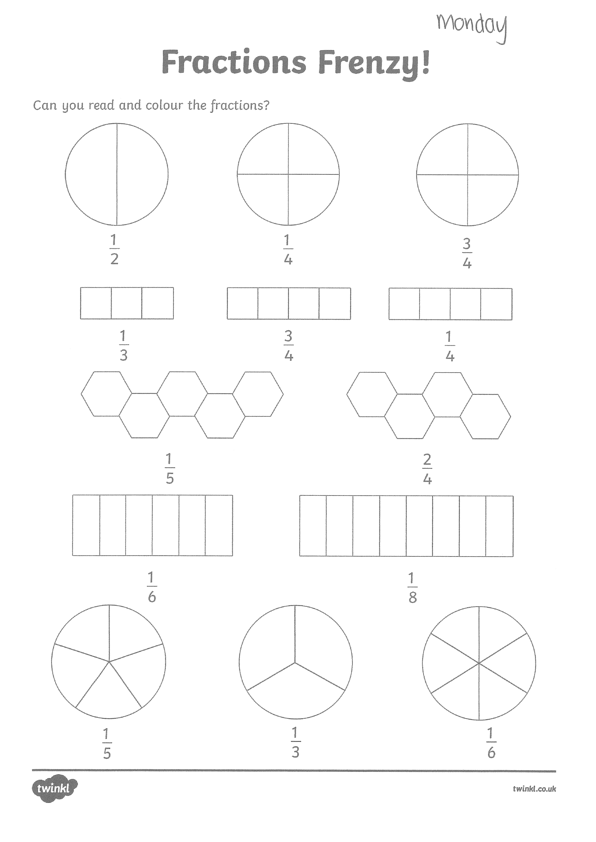 Monday
Fractions Frenzy!
Can you read and colour the fractions?
1/2 1/4 3/4
1/3 3/4 1/4
1/5 2/4
1/6 1/8
1/5 1/3 1/6
twinkl twinkl.co.uk